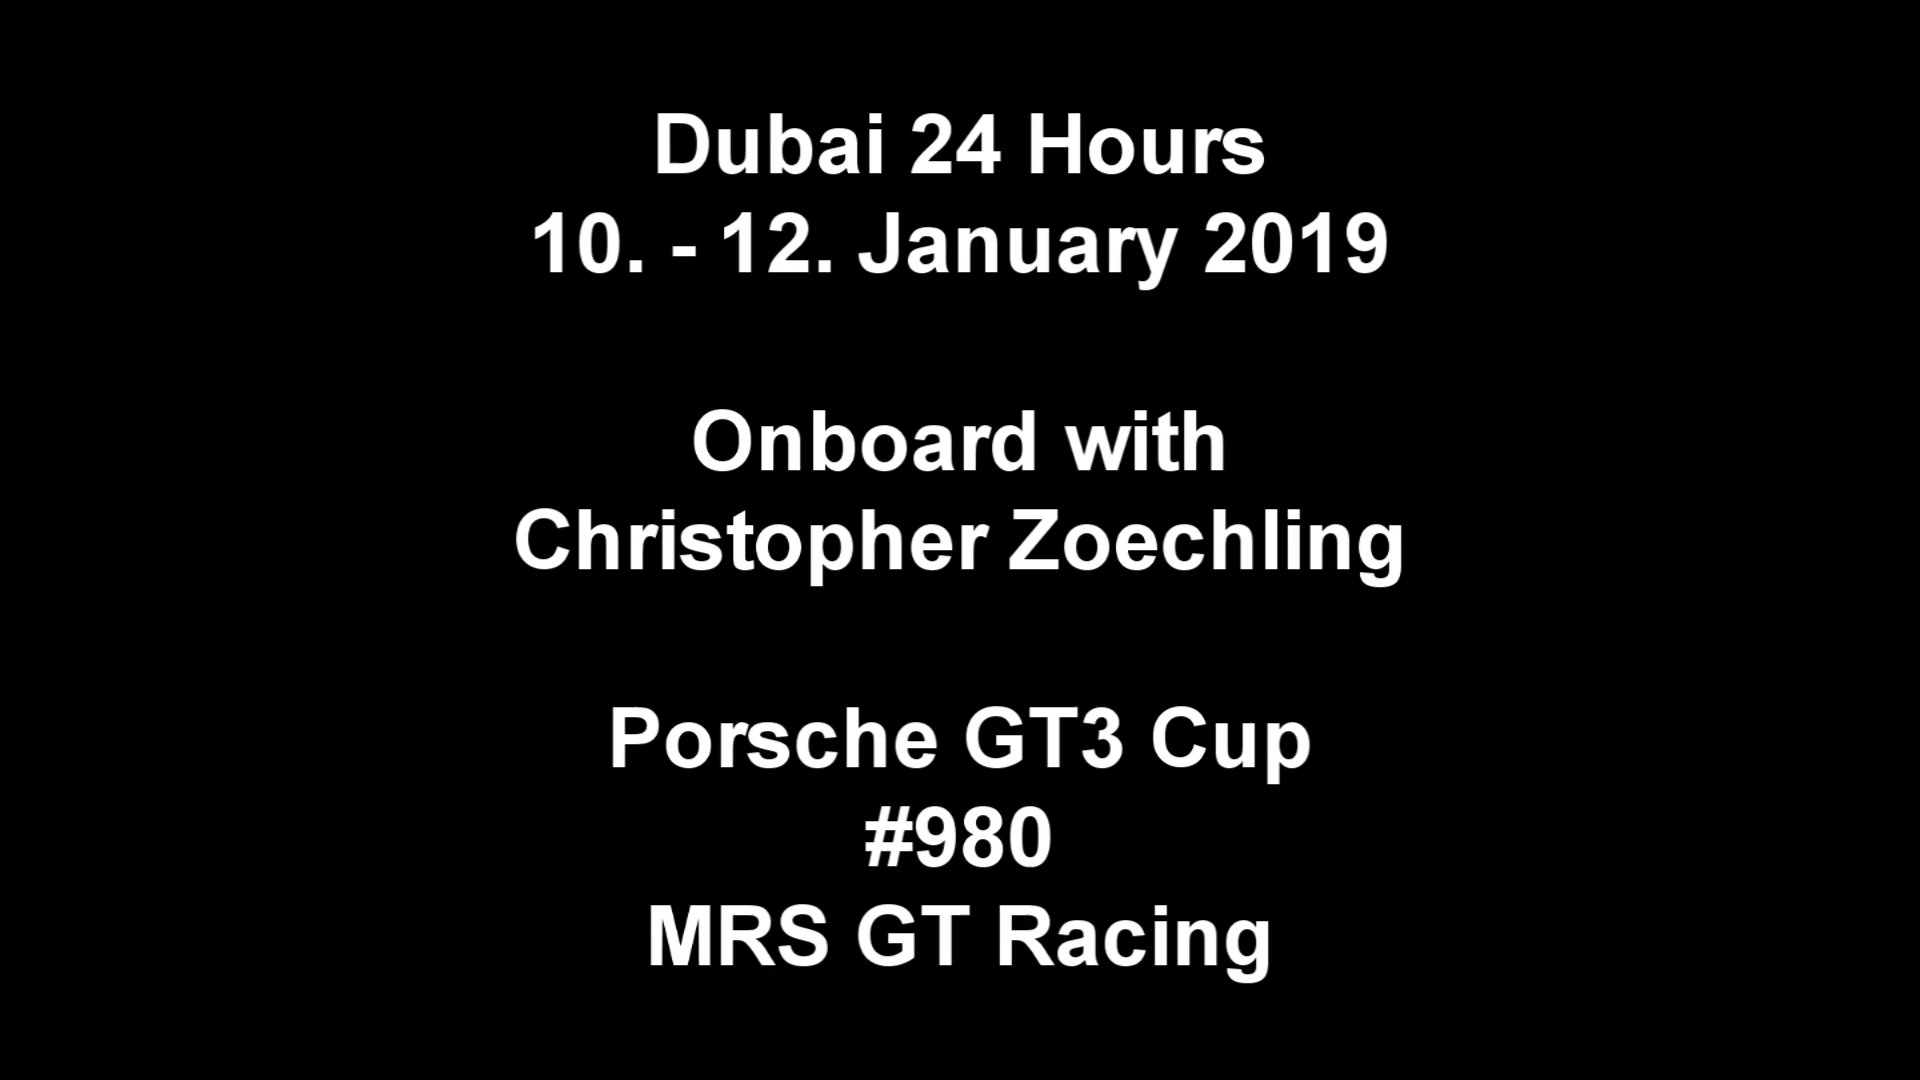 Dubai 24 Hours
10. - 12. January 2019
Onboard with
Christopher Zoechling
Porsche GT3 Cup
#980
MRS GT Racing